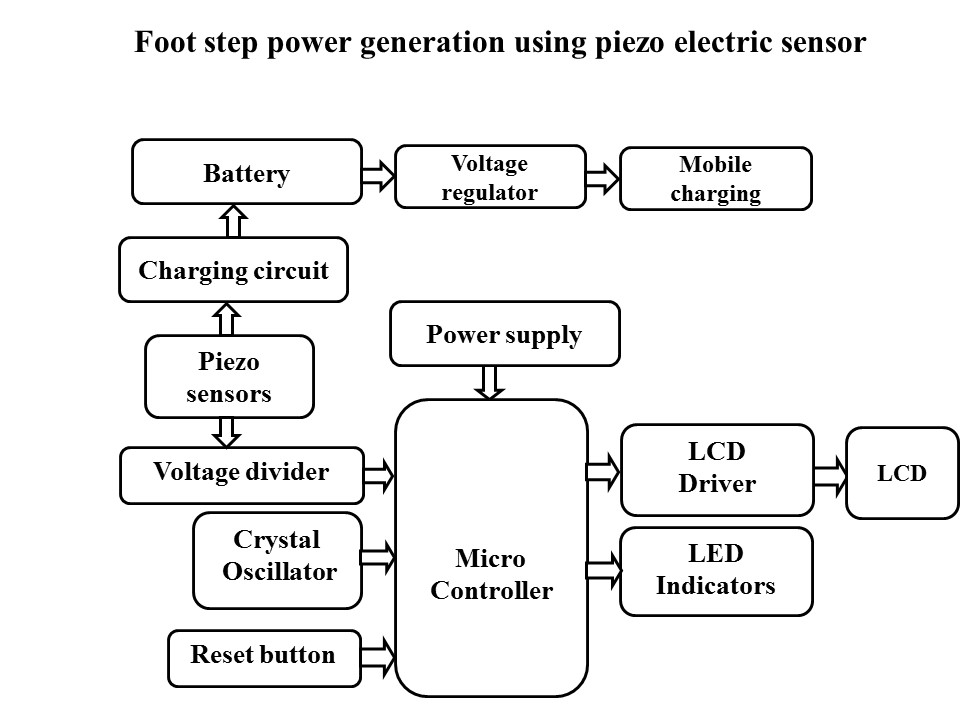 Foot step power generation using piezo electric sensor
Battery
Voltage
regulator
Mobile
charging
Charging circuit
Power supply
Piezo
sensors
Voltage divider
LCD
Driver
LCD
Crystal
Oscillator
Micro
Controller
LED
Indicators
Reset button